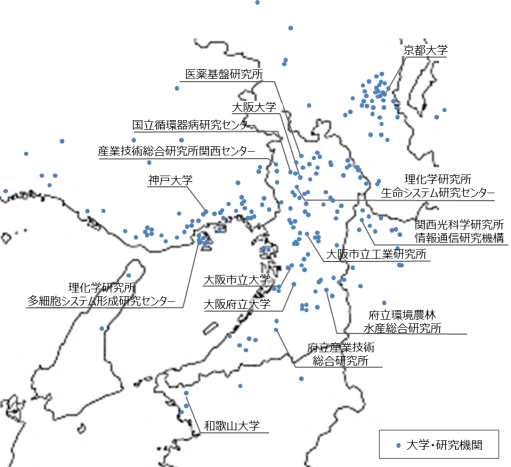 京都大学
医薬基盤研究所
大阪大学
国立循環器病研究センター
産業技術総合研究所関西センター
神戸大学
理化学研究所
生命システム研究センター
関西光科学研究所
情報通信研究機構
大阪市立工業研究所
理化学研究所
多細胞システム形成研究センター
大阪市立大学
大阪府立大学
府立環境農林
水産総合研究所
府立産業技術
総合研究所
和歌山大学
大学・研究機関